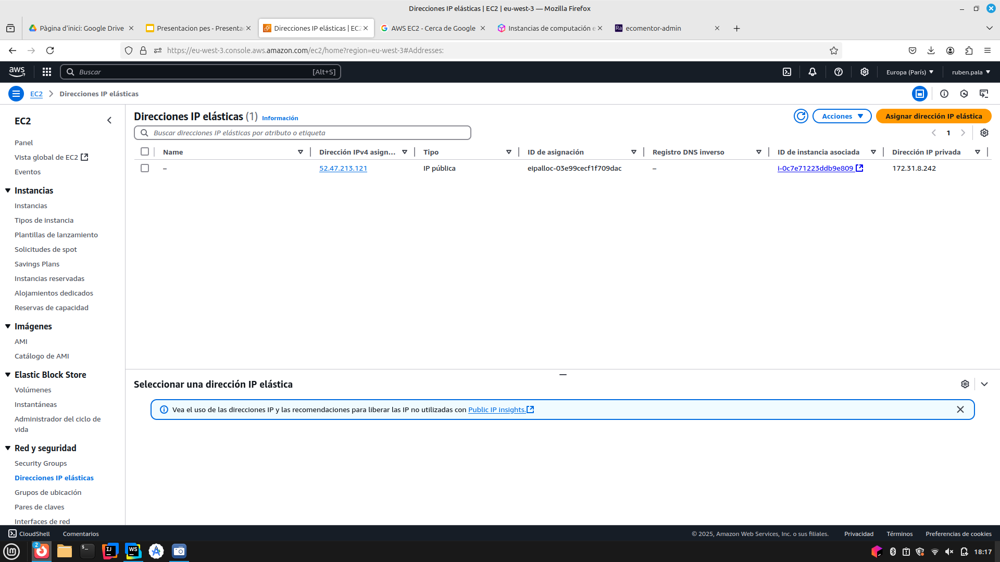 Direcciones IP elásticas | EC2 | eu-west-3 — Mozilla Firefox
Pàgina d'inici: Google Drive
Presentacion pes - Presenta
Direcciones IP elásticas | EC2
AWS EC2 - Cerca de Google
Instancias de computación e
ecomentor-admin
https://eu-west-3.console.aws.amazon.com/ec2/home?region=eu-west-3#Addresses:
aws
Buscar
[Alt+S]
Europa (París)
ruben.pala
EC2
Direcciones IP elásticas
EC2
Panel
Vista global de EC2
Eventos
Instancias
Instancias
Tipos de instancia
Plantillas de lanzamiento
Solicitudes de spot
Savings Plans
Instancias reservadas
Alojamientos dedicados
Reservas de capacidad
Imágenes
AMI
Catálogo de AMI
Elastic Block Store
Volúmenes
Instantáneas
Administrador del ciclo de
vida
Red y seguridad
Security Groups
Direcciones IP elásticas
Grupos de ubicación
Pares de claves
Interfaces de red
Direcciones IP elásticas (1) Información
Acciones
Asignar dirección IP elástica
Buscar direcciones IP elásticas por atributo o etiqueta
1
Name
Dirección IPv4 asign...
Tipo
ID de asignación
Registro DNS inverso
ID de instancia asociada
Dirección IP privada
–
52.47.213.121
IP pública
eipalloc-03e99cecf1f709dac
–
i-0c7e71223ddb9e809
172.31.8.242
Seleccionar una dirección IP elástica
Vea el uso de las direcciones IP y las recomendaciones para liberar las IP no utilizadas con Public IP insights.
CloudShell
Comentarios
© 2025, Amazon Web Services, Inc. o sus filiales.
Privacidad
Términos
Preferencias de cookies
2
IJ
WS
18:17